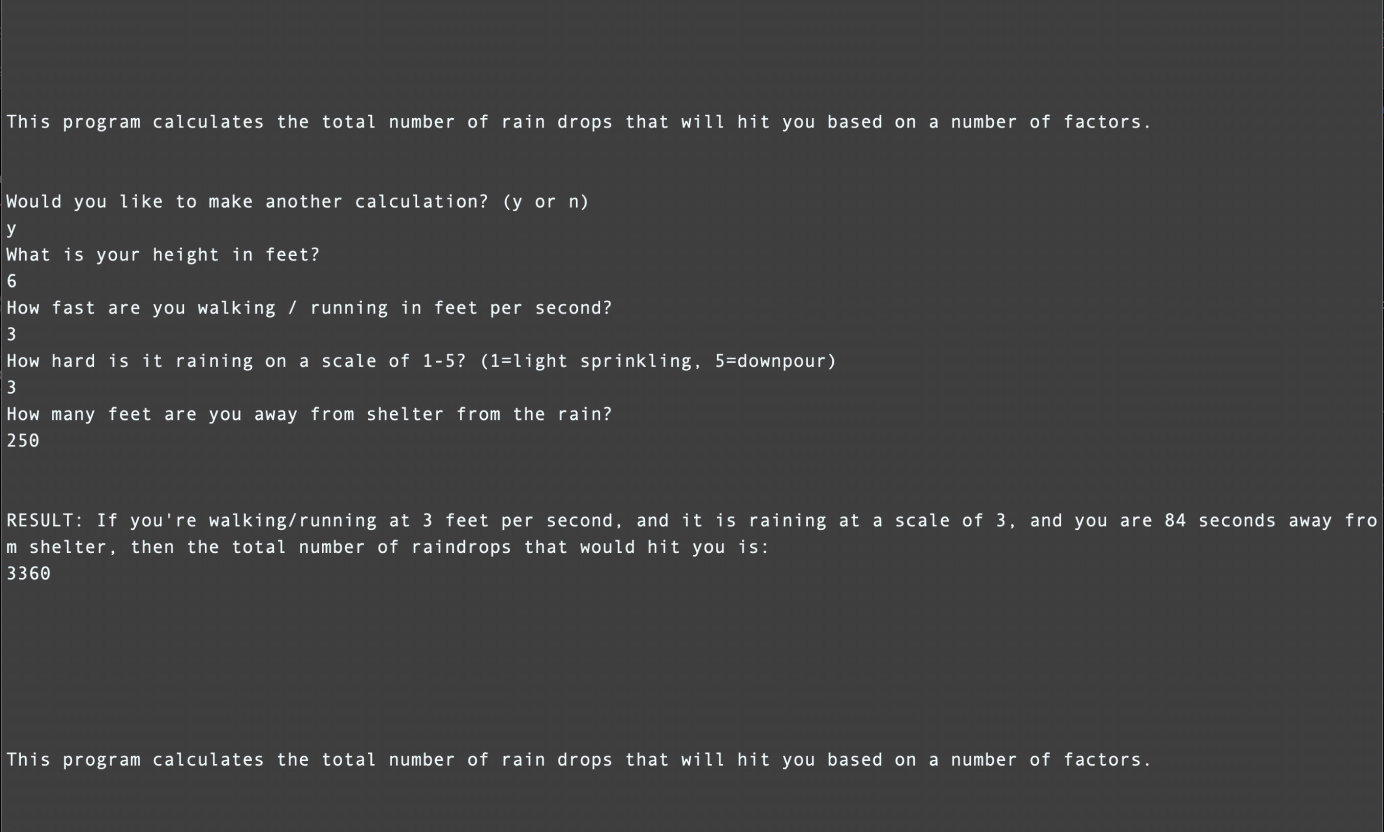 This program calculates the total number of rain drops that will hit you based on a number of factors.
Would you like to make another calculation? (y or n)
y
What is your height in feet?
6
How fast are you walking / running in feet per second?
3
How hard is it raining on a scale of 1-5? (1=light sprinkling, 5=downpour)
3
How many feet are you away from shelter from the rain?
250
RESULT: If you're walking/running at 3 feet per second, and it is raining at a scale of 3, and you are 84 seconds away fro
m shelter, then the total number of raindrops that would hit you is:
3360
This program calculates the total number of rain drops that will hit you based on a number of factors.